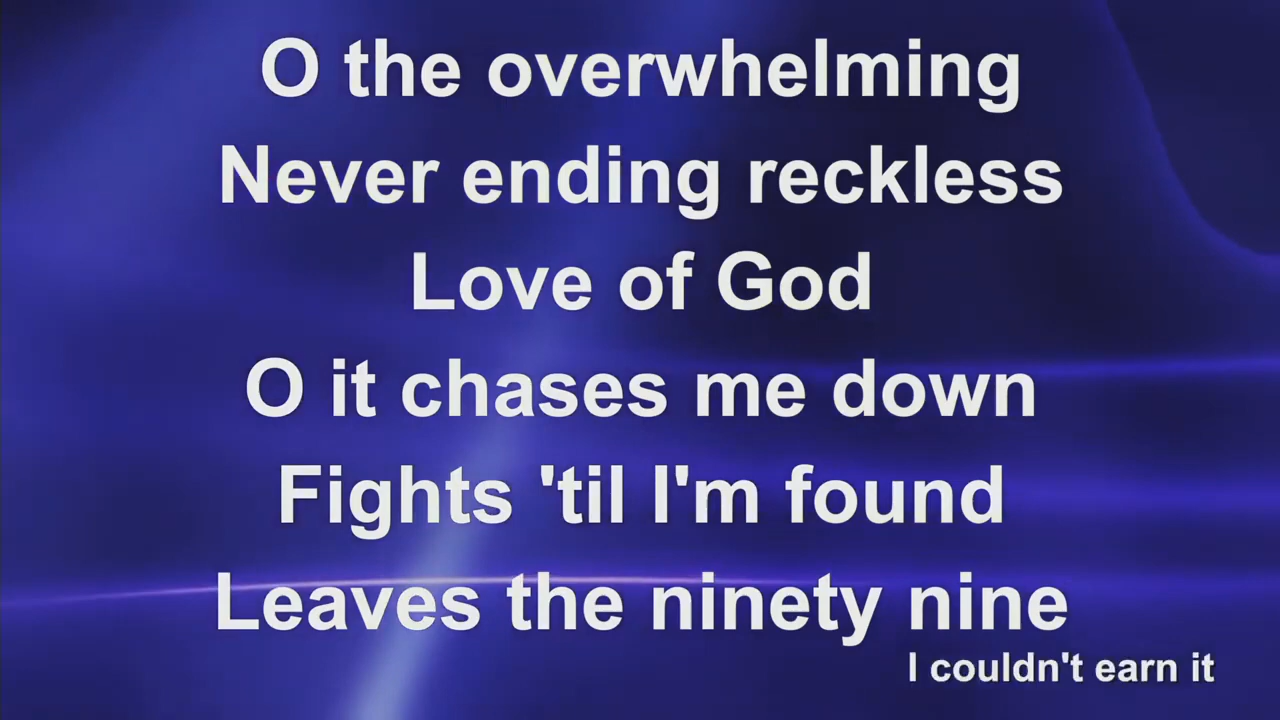 O the overwhelming
Never ending reckless
Love of God
O it chases me down
Fights 'til I'm found
Leaves the ninety nine
I couldn't earn it